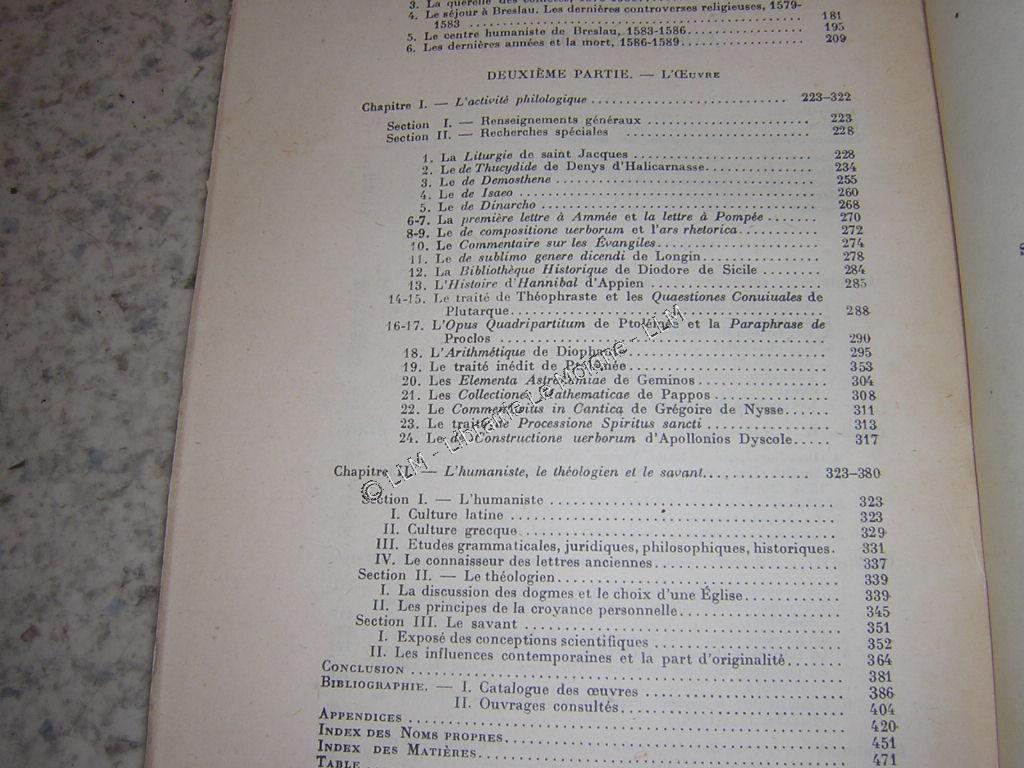 3. La querelle des comètes,
4. Le séjour à Breslau. Les dernières controverses religieuses, 1579-
1583 ........ 181
5. Le centre humaniste de Breslau, 1583-1586........ 195
6. Les dernières années et la mort, 1586-1589........ 209
DEUXIÈME PARTIE. — L'ŒUVRE
Chapitre I. — L'activité philologique ........ 223-322
Section I. — Renseignements généraux ........ 223
Section II. — Recherches spéciales ........ 228
1. La Liturgie de saint Jacques ........ 228
2. Le de Thucydide de Denys d'Halicarnasse........ 234
3. Le de Demosthene ........ 255
4. Le de Isaeo ........ 260
5. Le de Dinarcho ........ 268
6-7. La première lettre à Ammée et la lettre à Pompée ....... 270
8-9. Le de compositione uerborum et l'ars rhetorica........ 272
10. Le Commentaire sur les Évangiles........ 274
11. Le de sublimo genere dicendi de Longin........ 278
12. La Bibliothèque Historique de Diodore de Sicile ........ 284
13. L'Histoire d'Hannibal d'Appien ........ 285
14-15. Le traité de Théophraste et les Quaestiones Conuiuales de
Plutarque........ 288
16-17. L'Opus Quadripartitum de Ptolémée et la Paraphrase de
Proclos ........ 290
18. L'Arithmétique de Diophante ........ 295
19. Le traité inédit de Ptolémée........ 353
20. Les Elementa Astronomiae de Geminos ........ 304
21. Les Collectiones Mathematicae de Pappos ........ 308
22. Le Commentarius in Cantica de Grégoire de Nysse...... 311
23. Le traité de Processione Spiritus sancti ........ 313
24. Le de Constructione uerborum d'Apollonios Dyscole..... 317
Chapitre II. — L'humaniste, le théologien et le savant........ 323-380
Section I. — L'humaniste ........ 323
I. Culture latine ........ 323
II. Culture grecque........ 329
III. Etudes grammaticales, juridiques, philosophiques, historiques. 331
IV. Le connaisseur des lettres anciennes........ 337
Section II. — Le théologien........ 339
I. La discussion des dogmes et le choix d'une Église........ 339
II. Les principes de la croyance personnelle........ 345
Section III. Le savant ........ 351
I. Exposé des conceptions scientifiques ........ 352
II. Les influences contemporaines et la part d'originalité....... 364
CONCLUSION ........ 381
BIBLIOGRAPHIE. — I. Catalogue des œuvres ........ 386
II. Ouvrages consultés........ 404
APPENDICES ........ 420
INDEX DES NOMS PROPRES........ 451
INDEX DES MATIÈRES........ 471
TABLE
© LLM - Librairie Le Moigne - LLM